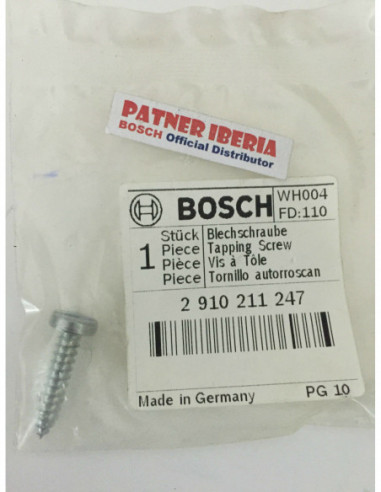 PATNER IBERIA
BOSCH Official Distributor
BOSCH
WH004
FD:110
1
Stück Blechschraube
Piece Tapping Screw
Pièce Vis à Tôle
Piece Tornillo autorroscan
2 910 211 247
Made in Germany PG 10